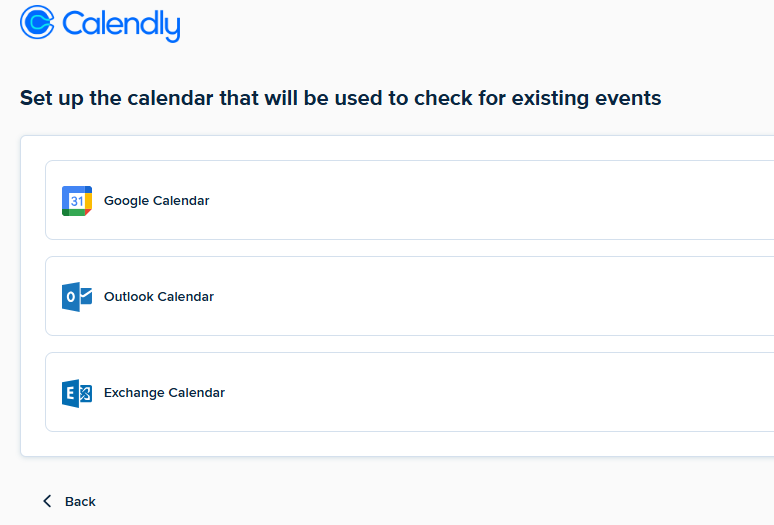 Calendly
Set up the calendar that will be used to check for existing events
31
Google Calendar
O
Outlook Calendar
E
Exchange Calendar
Back